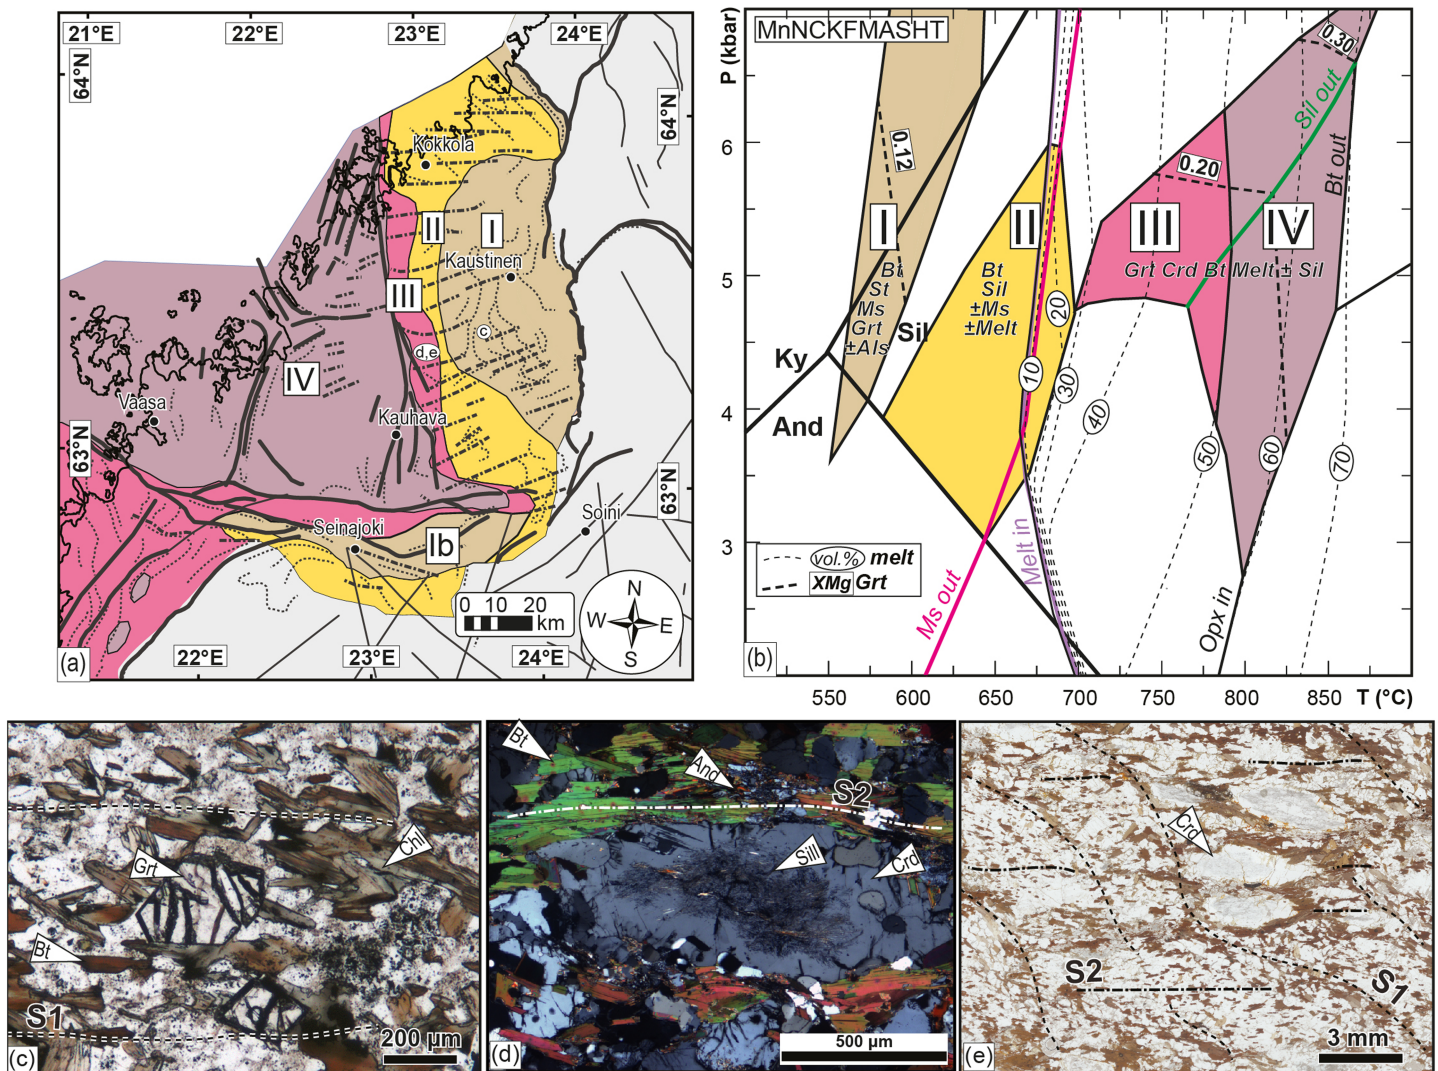 21°E
22°E
23°E
24°E
64°N
64°N
Kokkola
II
I
Kaustinen
III
c
d,e
IV
Vaasa
Kauhava
63°N
63°N
Soini
Seinajoki
Ib
0 10 20
km
N
W E
S
(a)
22°E
23°E
24°E
P (kbar)
MnNCKFMASHT
0.30
Sil out
0.12
6
0.20
Bt out
I
II
III
IV
5
Bt
St
Ms
Grt
±Als
Bt
Sil
±Ms
±Melt
Grt Crd Bt Melt ± Sil
20
Sil
Ky
10
30
40
4
And
50
60
70
3
vol.% melt
XMg Grt
Melt in
Ms out
Opx in
(b)
550
600
650
700
750
800
850
T (°C)
Grt
Chl
Bt
S1
200 µm
(c)
Bt
And
S2
Sill
Crd
500 µm
(d)
Crd
S2
S1
3 mm
(e)